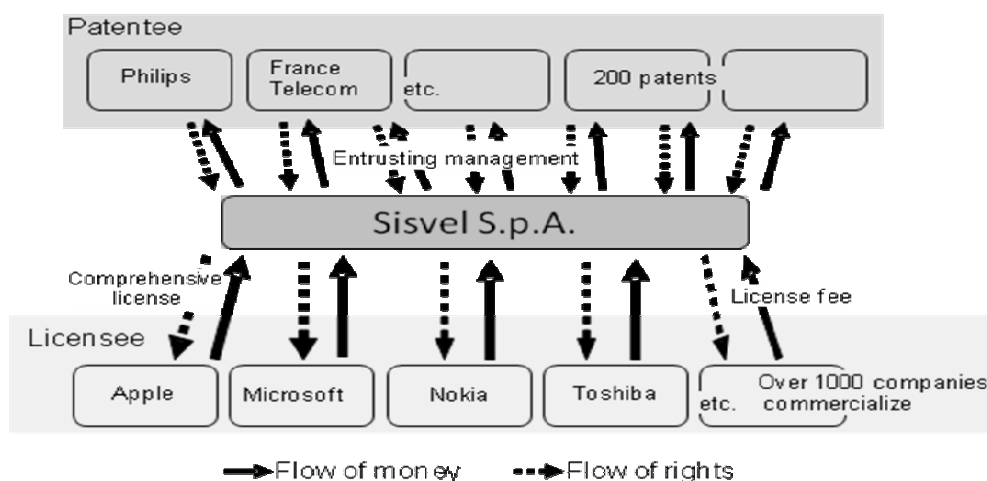 Patentee
Philips
France
Telecom
etc.
200 patents
Entrusting management
Sisvel S.p.A.
Comprehensive
license
License fee
Licensee
Apple
Microsoft
Nokia
Toshiba
etc.
Over 1000 companies
commercialize
Flow of money
Flow of rights